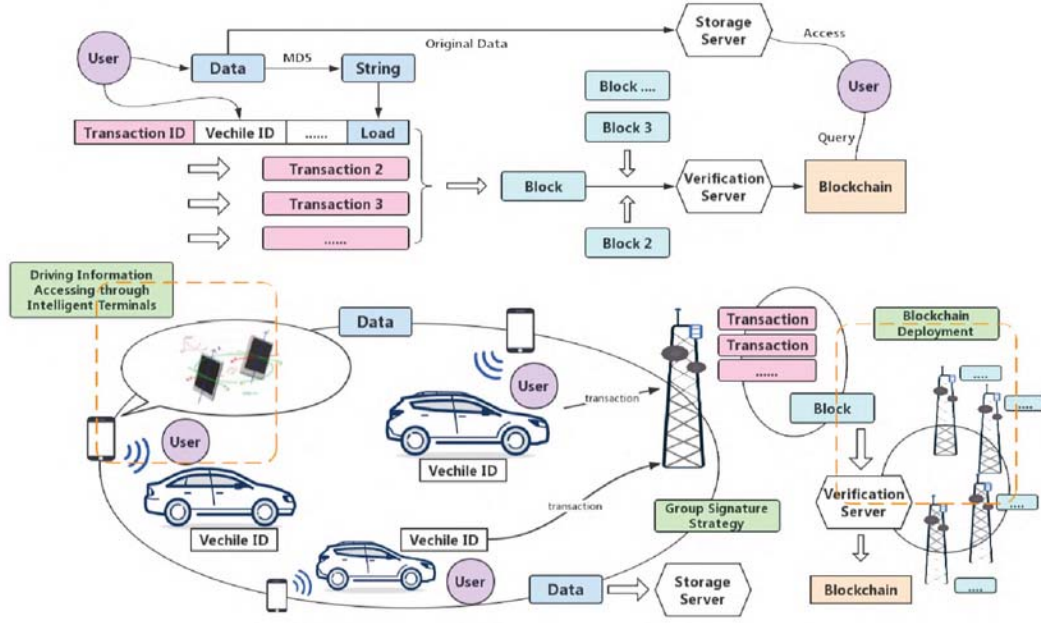 Storage
Server
Access
Original Data
User
Data
MD5
String
User
Query
Transaction ID
Vechile ID
......
Load
Block ....
Block 3
Transaction 2
Block
Verification
Server
Blockchain
Transaction 3
......
Block 2
Driving Information
Accessing through
Intelligent Terminals
Data
Transaction
Transaction
......
Blockchain
Deployment
....
....
User
transaction
Block
User
Vechile ID
Vechile ID
transaction
Group Signature
Strategy
Verification
Server
....
Vechile ID
User
Data
Storage
Server
Blockchain
....